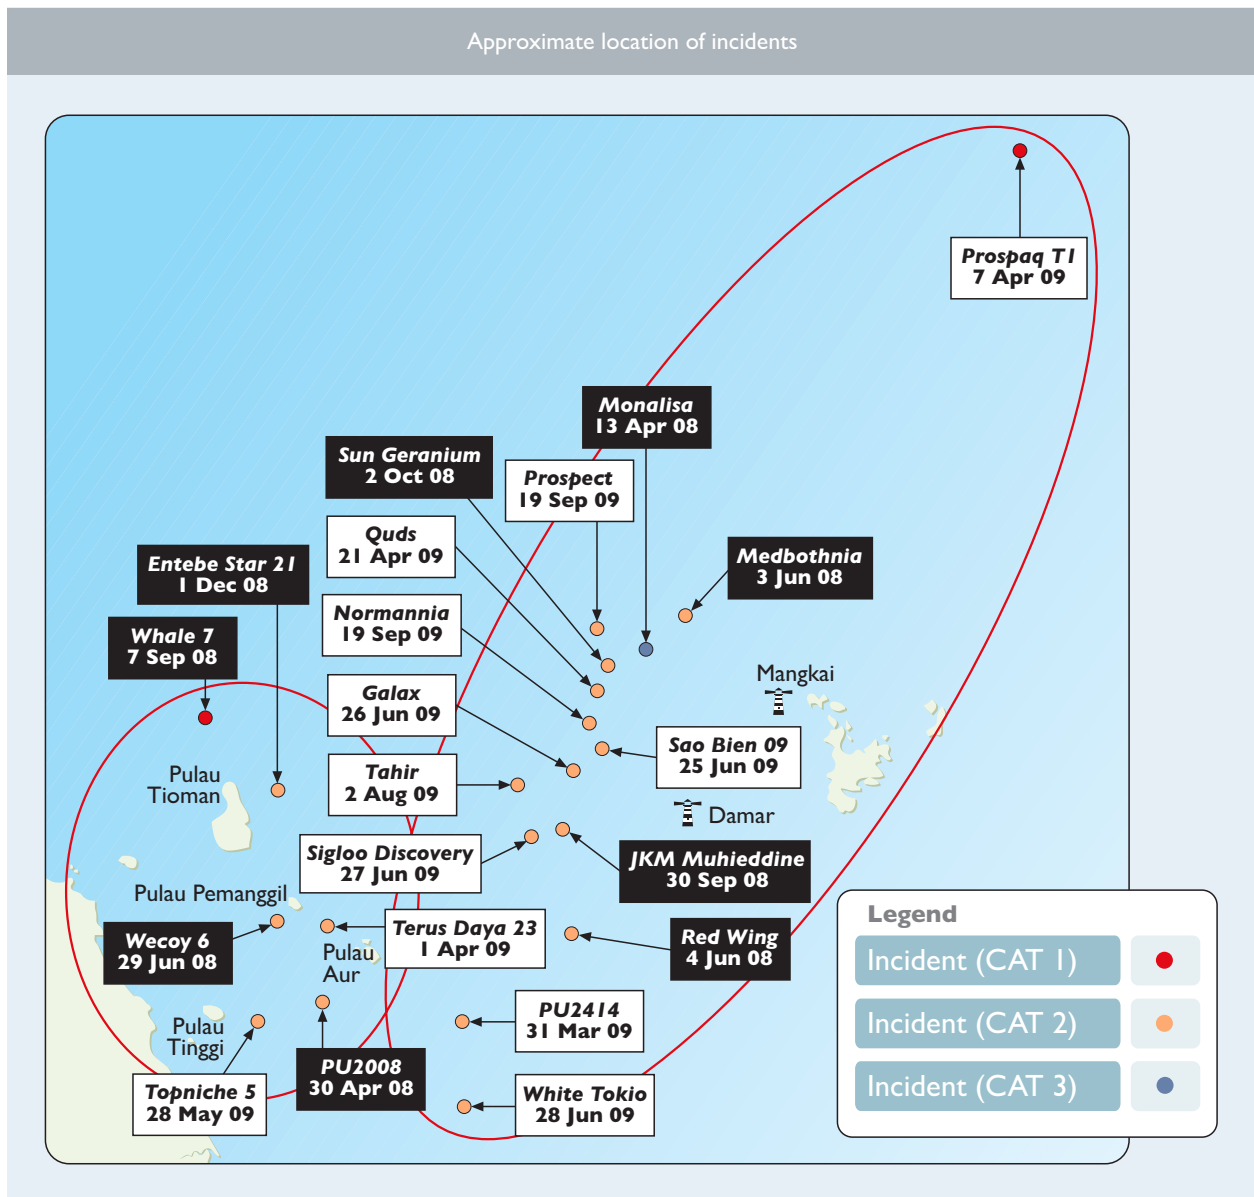 Approximate location of incidents
Prospaq T1
7 Apr 09
Monalisa
13 Apr 08
Sun Geranium
2 Oct 08
Prospect
19 Sep 09
Quds
21 Apr 09
Medbothnia
3 Jun 08
Entebe Star 21
1 Dec 08
Normannia
19 Sep 09
Whale 7
7 Sep 08
Mangkai
Galax
26 Jun 09
Sao Bien 09
25 Jun 09
Pulau
Tioman
Tahir
2 Aug 09
Damar
Sigloo Discovery
27 Jun 09
JKM Muhieddine
30 Sep 08
Pulau Pemanggil
Wecoy 6
29 Jun 08
Terus Daya 23
1 Apr 09
Pulau
Aur
Red Wing
4 Jun 08
PU2414
31 Mar 09
Pulau
Tinggi
PU2008
30 Apr 08
Topniche 5
28 May 09
White Tokio
28 Jun 09
Legend
Incident (CAT 1)
Incident (CAT 2)
Incident (CAT 3)